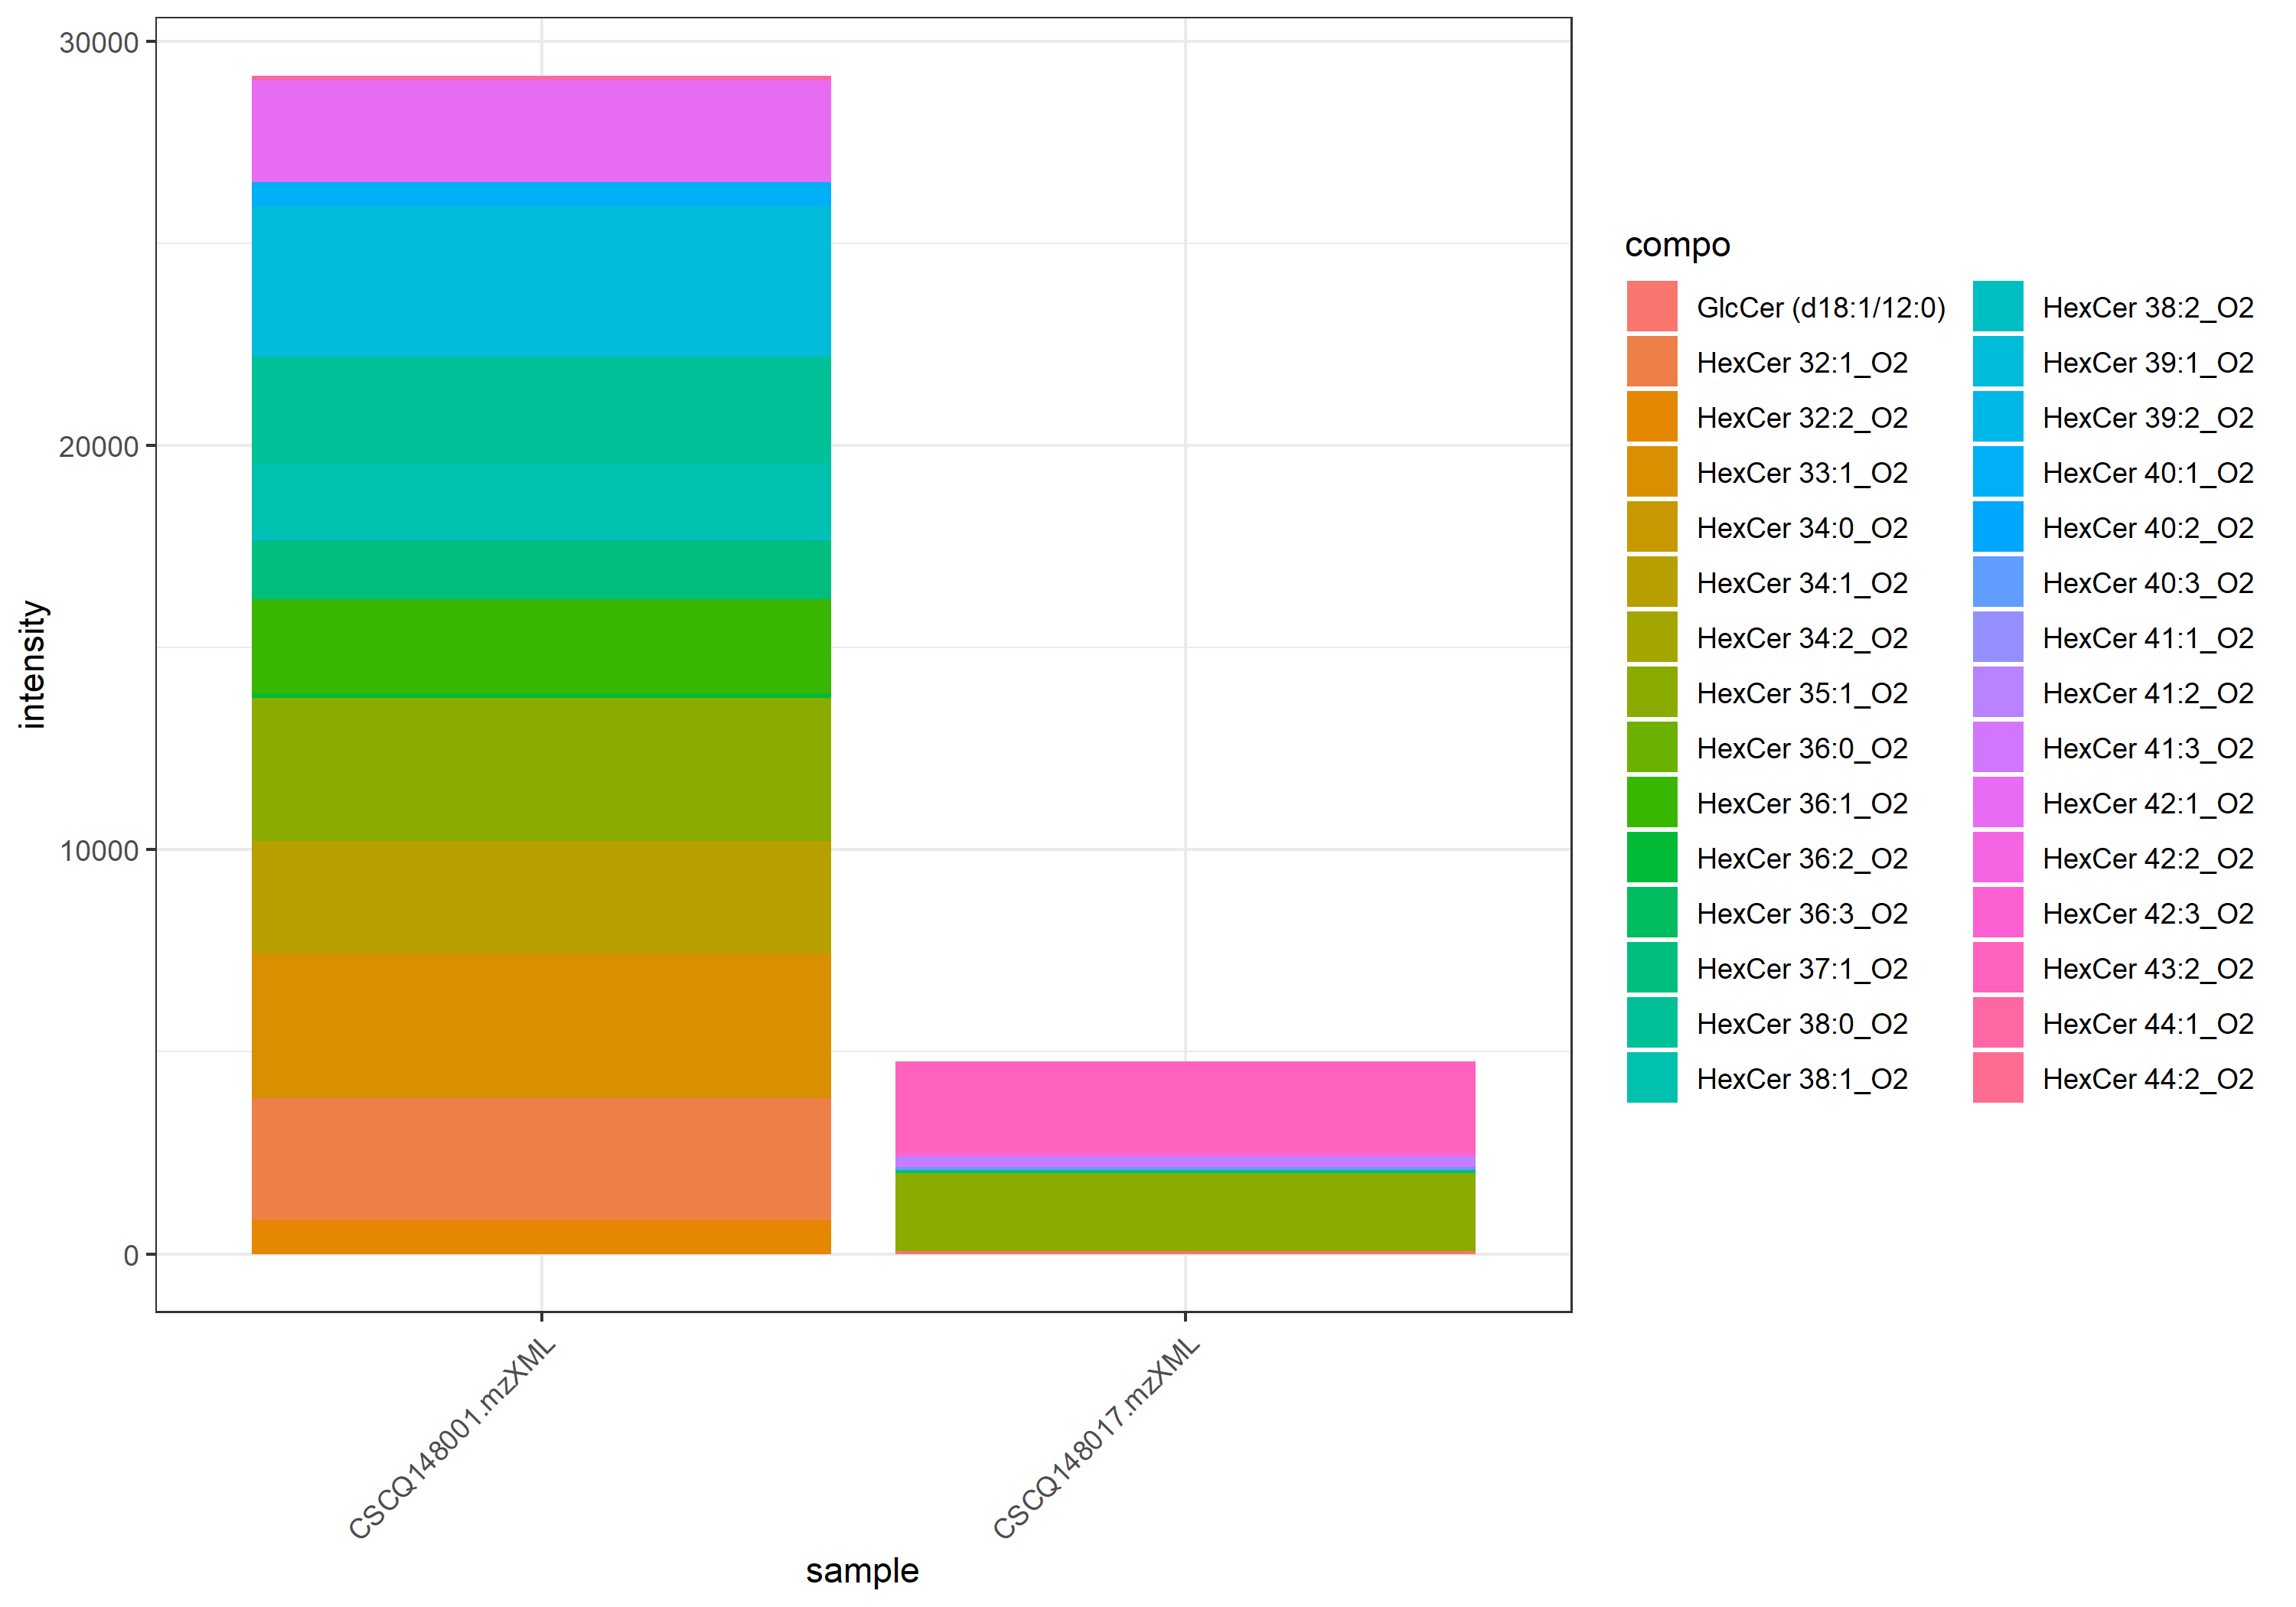 30000
20000
10000
0
intensity
CSCQ148001.mzXML
CSCQ148017.mzXML
sample
compo
GlcCer (d18:1/12:0)
HexCer 32:1_O2
HexCer 32:2_O2
HexCer 33:1_O2
HexCer 34:0_O2
HexCer 34:1_O2
HexCer 34:2_O2
HexCer 35:1_O2
HexCer 36:0_O2
HexCer 36:1_O2
HexCer 36:2_O2
HexCer 36:3_O2
HexCer 37:1_O2
HexCer 38:0_O2
HexCer 38:1_O2
HexCer 38:2_O2
HexCer 39:1_O2
HexCer 39:2_O2
HexCer 40:1_O2
HexCer 40:2_O2
HexCer 40:3_O2
HexCer 41:1_O2
HexCer 41:2_O2
HexCer 41:3_O2
HexCer 42:1_O2
HexCer 42:2_O2
HexCer 42:3_O2
HexCer 43:2_O2
HexCer 44:1_O2
HexCer 44:2_O2